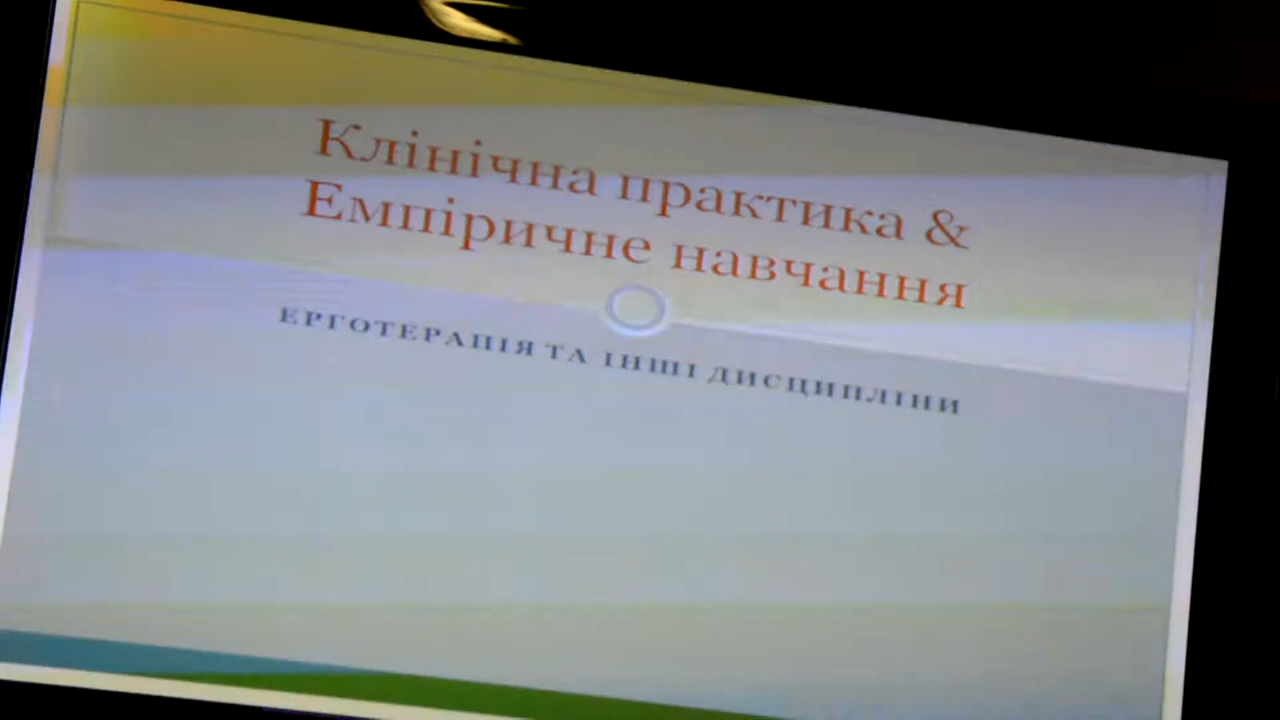 Клінічна практика &
Емпіричне навчання
ЕРГОТЕРАПІЯ ТА ІНШІ ДИСЦИПЛІНИ